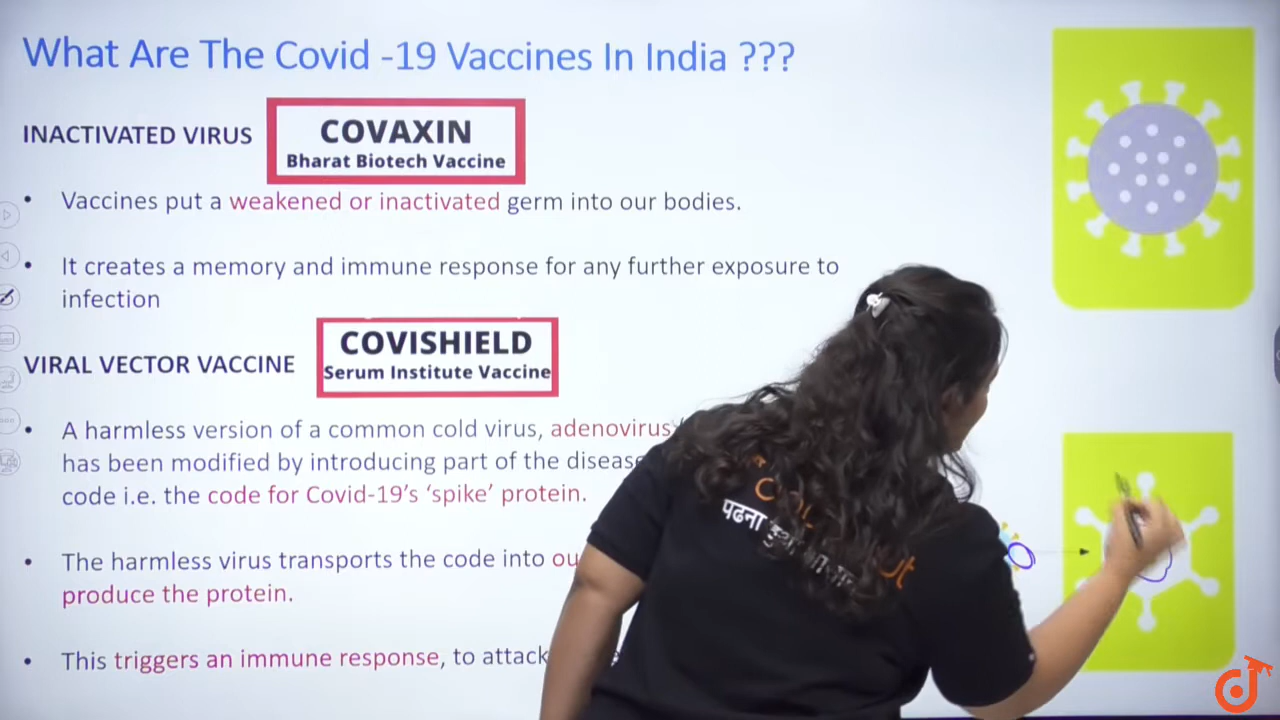 What Are The Covid -19 Vaccines In India ???
INACTIVATED VIRUS
COVAXIN
Bharat Biotech Vaccine
• Vaccines put a weakened or inactivated germ into our bodies.
• It creates a memory and immune response for any further exposure to
infection
VIRAL VECTOR VACCINE
COVISHIELD
Serum Institute Vaccine
• A harmless version of a common cold virus, adenovirus
has been modified by introducing part of the disease
code i.e. the code for Covid-19's 'spike' protein.
• The harmless virus transports the code into
produce the protein.
• This triggers an immune response, to attack
पढना हुआ